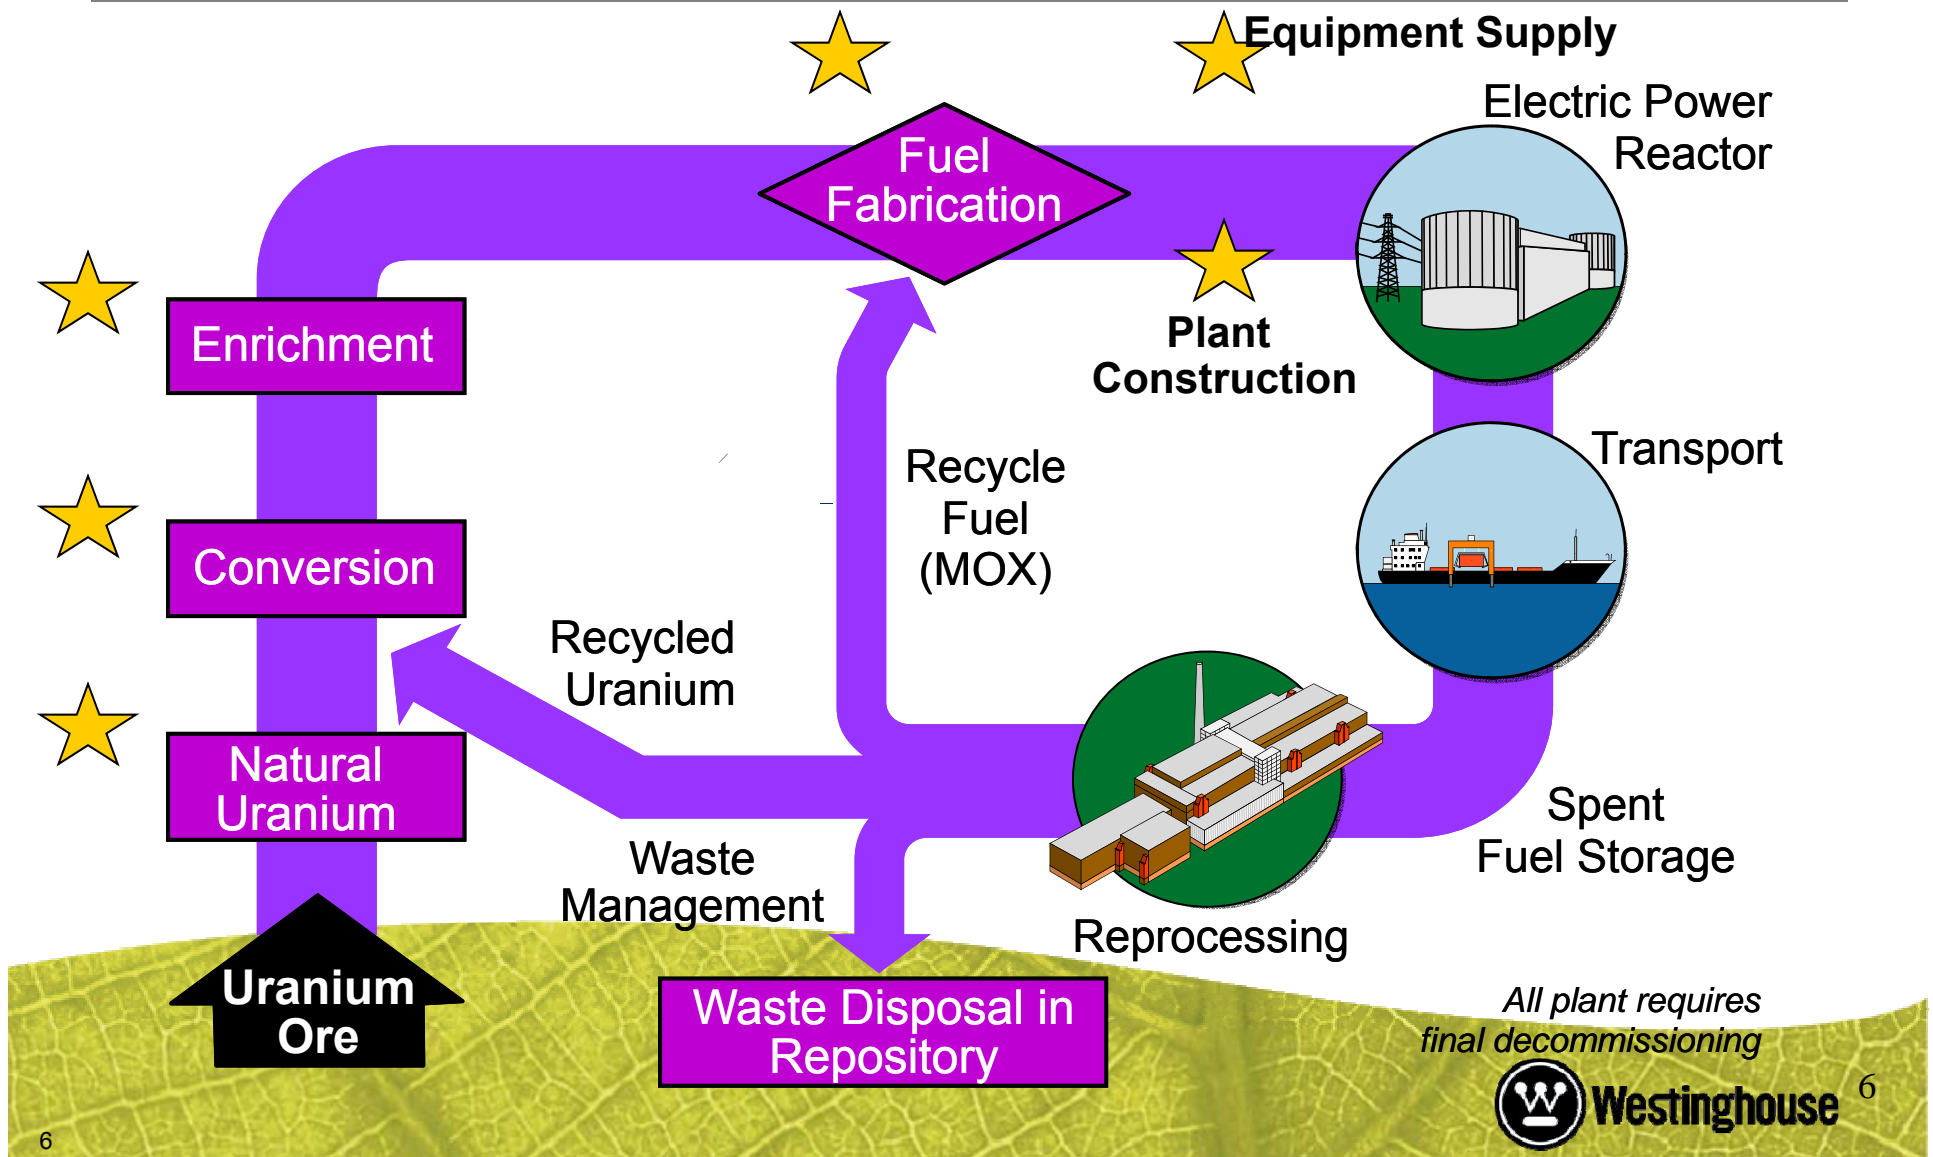 Equipment Supply
Electric Power
Reactor
Fuel
Fabrication
Enrichment
Plant
Construction
Transport
Recycle
Fuel
(MOX)
Conversion
Recycled
Uranium
Natural
Uranium
Spent
Fuel Storage
Waste
Management
Reprocessing
Uranium
Ore
Waste Disposal in
Repository
All plant requires
final decommissioning
W
Westinghouse
6
6